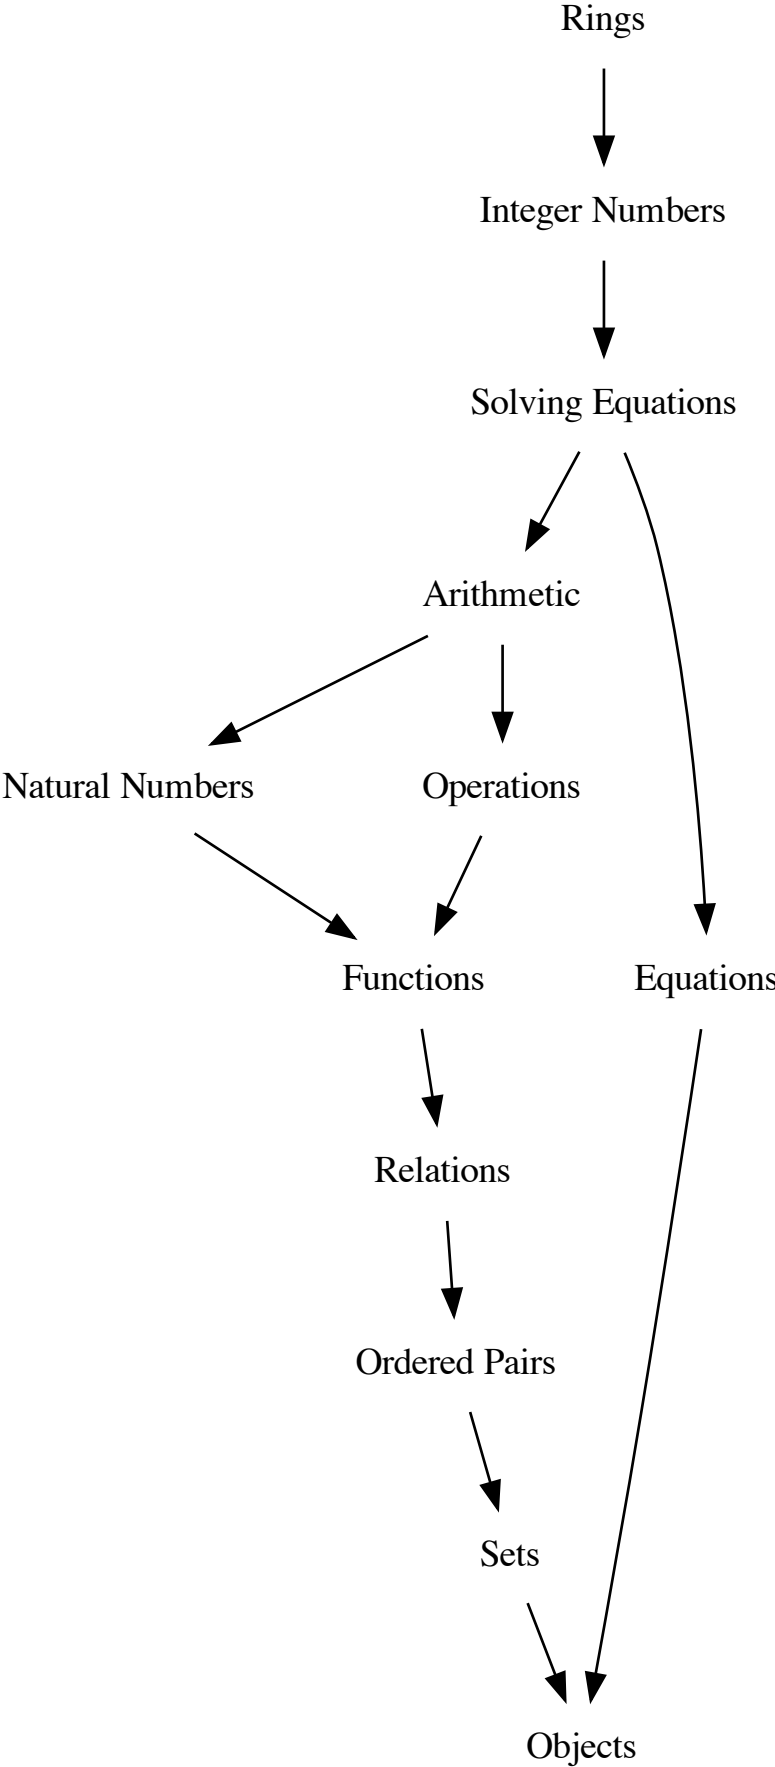 Rings
Integer Numbers
Solving Equations
Arithmetic
Natural Numbers
Operations
Functions
Equations
Relations
Ordered Pairs
Sets
Objects